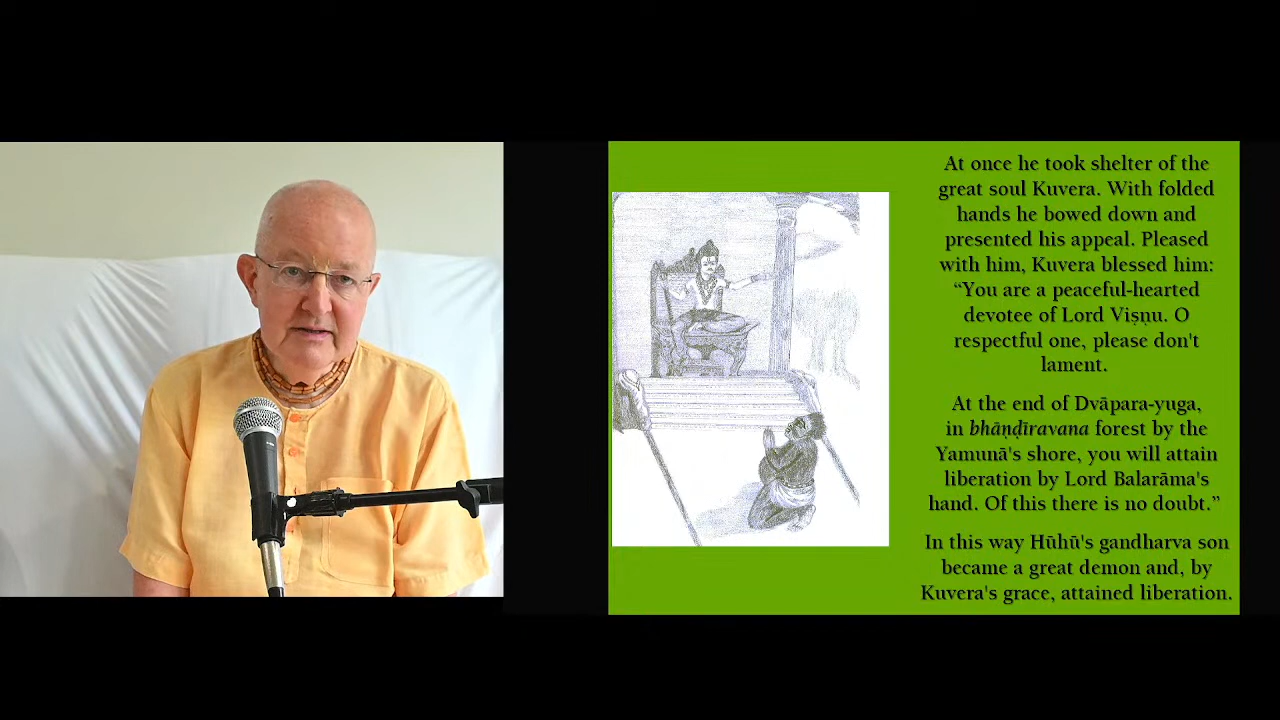 At once he took shelter of the
great soul Kuvera. With folded
hands he bowed down and
presented his appeal. Pleased
with him, Kuvera blessed him:
“You are a peaceful-hearted
devotee of Lord Viṣṇu. O
respectful one, please don't
lament.
At the end of Dvāpara-yuga,
in bhāṇḍīravana forest by the
Yamunā's shore, you will attain
liberation by Lord Balarāma's
hand. Of this there is no doubt.”
In this way Hūhū's gandharva son
became a great demon and, by
Kuvera's grace, attained liberation.